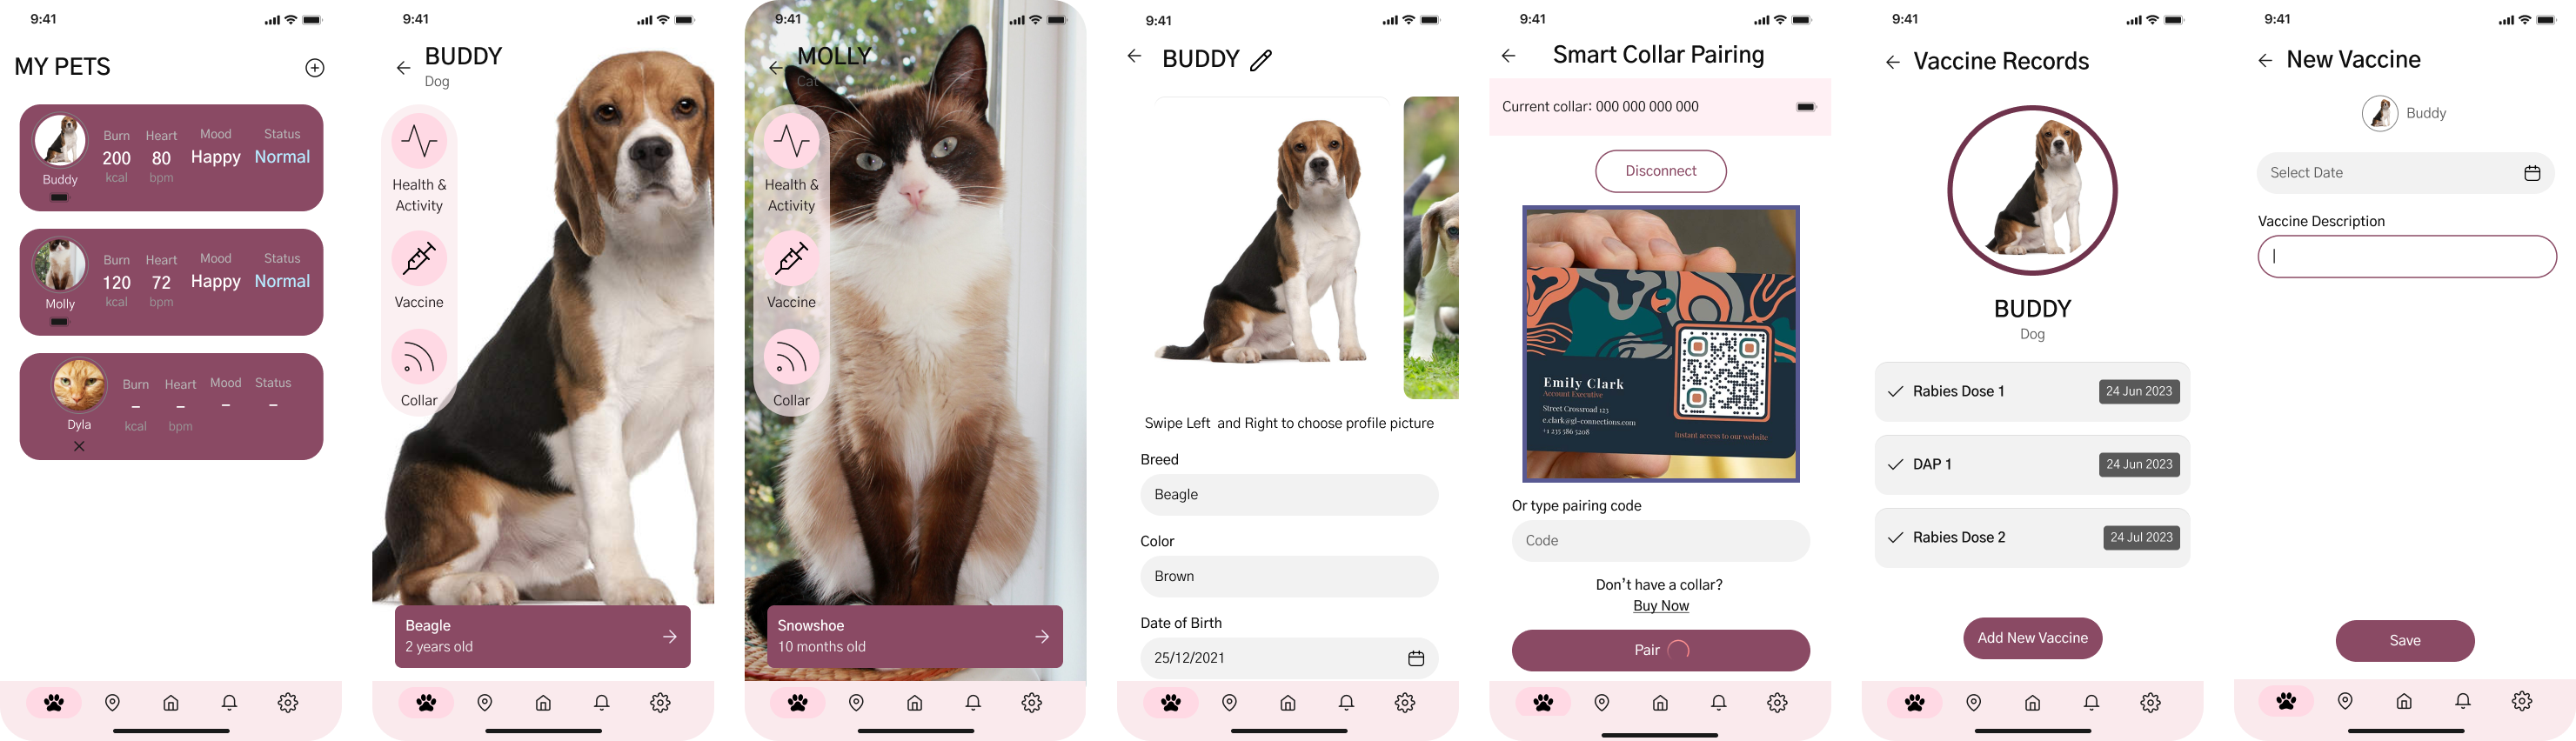 9:41
MY PETS
Burn Heart Mood Status
200 80 Happy Normal
kcal bpm
Buddy
Burn Heart Mood Status
120 72 Happy Normal
kcal bpm
Molly
Burn Heart Mood Status
– – – –
kcal bpm
Dyla
9:41
BUDDY
Dog
Health &
Activity
Vaccine
Collar
Beagle
2 years old
9:41
MOLLY
Cat
Health &
Activity
Vaccine
Collar
Snowshoe
10 months old
9:41
BUDDY
Swipe Left and Right to choose profile picture
Breed
Beagle
Color
Brown
Date of Birth
25/12/2021
9:41
Smart Collar Pairing
Current collar: 000 000 000 000
Disconnect
Emily Clark
Account Executive
Street Crossroad 123
e.clark@gl-connections.com
+1 235 586 5208
Instant access to our website
Or type pairing code
Code
Don’t have a collar?
Buy Now
Pair
9:41
Vaccine Records
BUDDY
Dog
Rabies Dose 1 24 Jun 2023
DAP 1 24 Jun 2023
Rabies Dose 2 24 Jul 2023
Add New Vaccine
9:41
New Vaccine
Buddy
Select Date
Vaccine Description
Save